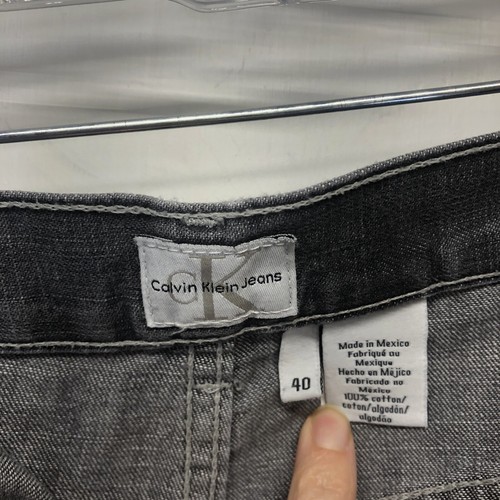 CK
Calvin Klein Jeans
40
Made in Mexico
Fabriqué au
Mexique
Hecho en Méjico
Fabricado no
México
100% cotton/
coton/algodón/
algodão